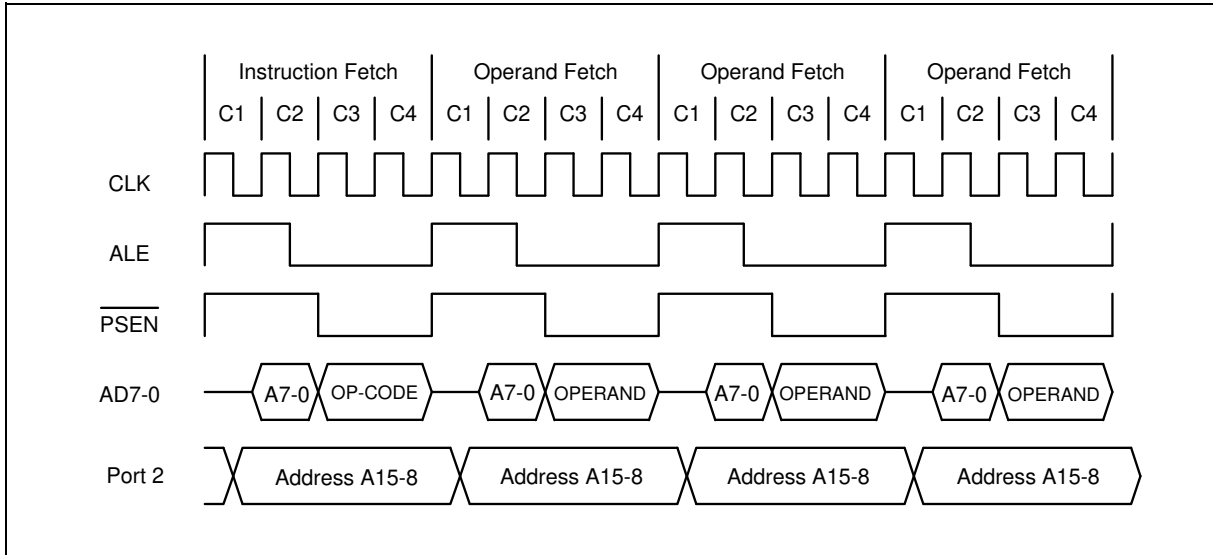 Instruction Fetch Operand Fetch Operand Fetch Operand Fetch
C1 C2 C3 C4 C1 C2 C3 C4 C1 C2 C3 C4 C1 C2 C3 C4
CLK
ALE
PSEN
AD7-0 A7-0 OP-CODE A7-0 OPERAND A7-0 OPERAND A7-0 OPERAND
Port 2 Address A15-8 Address A15-8 Address A15-8 Address A15-8